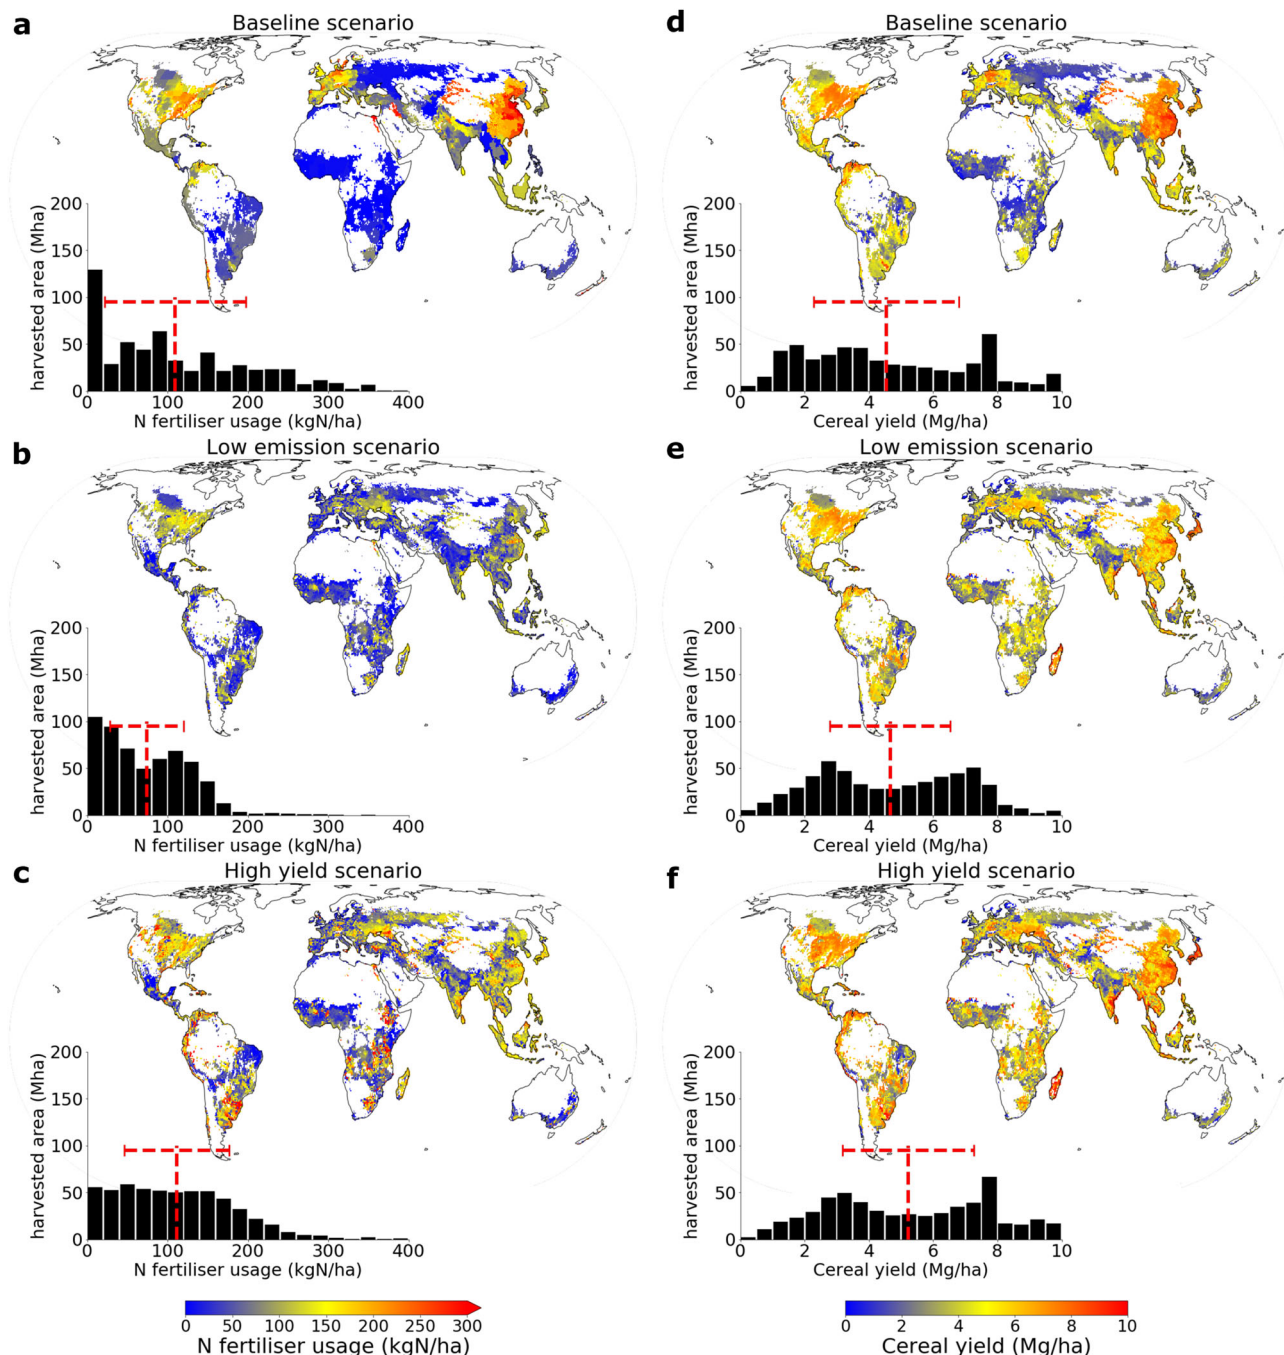 a
Baseline scenario
200
150
100
50
0
harvested area (Mha)
0 100 200 300 400
N fertiliser usage (kgN/ha)
d
Baseline scenario
200
150
100
50
0
harvested area (Mha)
0 2 4 6 8 10
Cereal yield (Mg/ha)
b
Low emission scenario
200
150
100
50
0
harvested area (Mha)
0 100 200 300 400
N fertiliser usage (kgN/ha)
e
Low emission scenario
200
150
100
50
0
harvested area (Mha)
0 2 4 6 8 10
Cereal yield (Mg/ha)
c
High yield scenario
200
150
100
50
0
harvested area (Mha)
0 100 200 300 400
N fertiliser usage (kgN/ha)
f
High yield scenario
200
150
100
50
0
harvested area (Mha)
0 2 4 6 8 10
Cereal yield (Mg/ha)
0 50 100 150 200 250 300
N fertiliser usage (kgN/ha)
0 2 4 6 8 10
Cereal yield (Mg/ha)